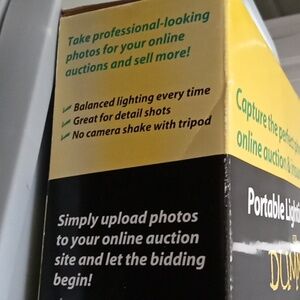 Take professional-looking
photos for your online
auctions and sell more!
Balanced lighting every time
Great for detail shots
No camera shake with tripod
Simply upload photos
to your online auction
site and let the bidding
begin!
Capture the perfect
online auction &
Portable
DUM